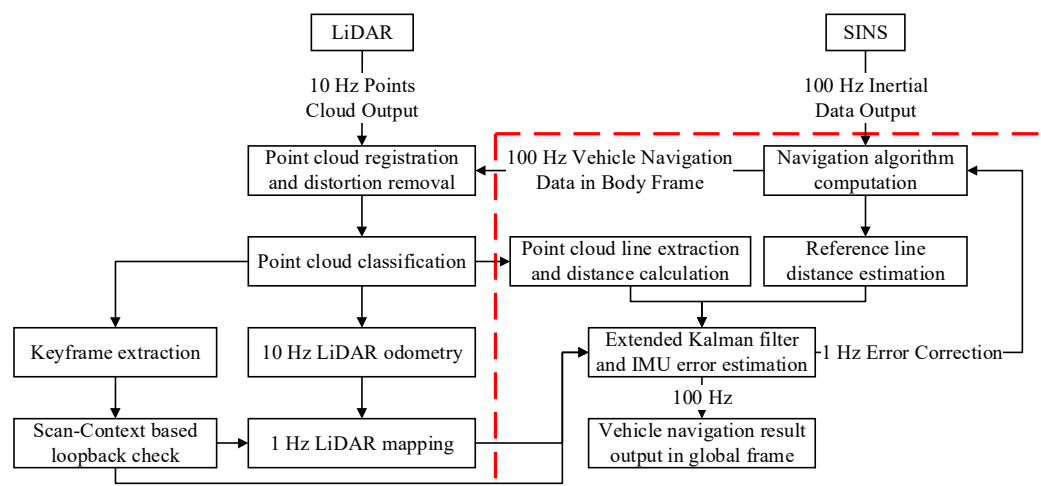 LiDAR
SINS
10 Hz Points
Cloud Output
100 Hz Inertial
Data Output
Point cloud registration
and distortion removal
100 Hz Vehicle Navigation
Data in Body Frame
Navigation algorithm
computation
Point cloud classification
Point cloud line extraction
and distance calculation
Reference line
distance estimation
Keyframe extraction
10 Hz LiDAR odometry
Extended Kalman filter
and IMU error estimation
1 Hz Error Correction
100 Hz
Scan-Context based
loopback check
1 Hz LiDAR mapping
Vehicle navigation result
output in global frame